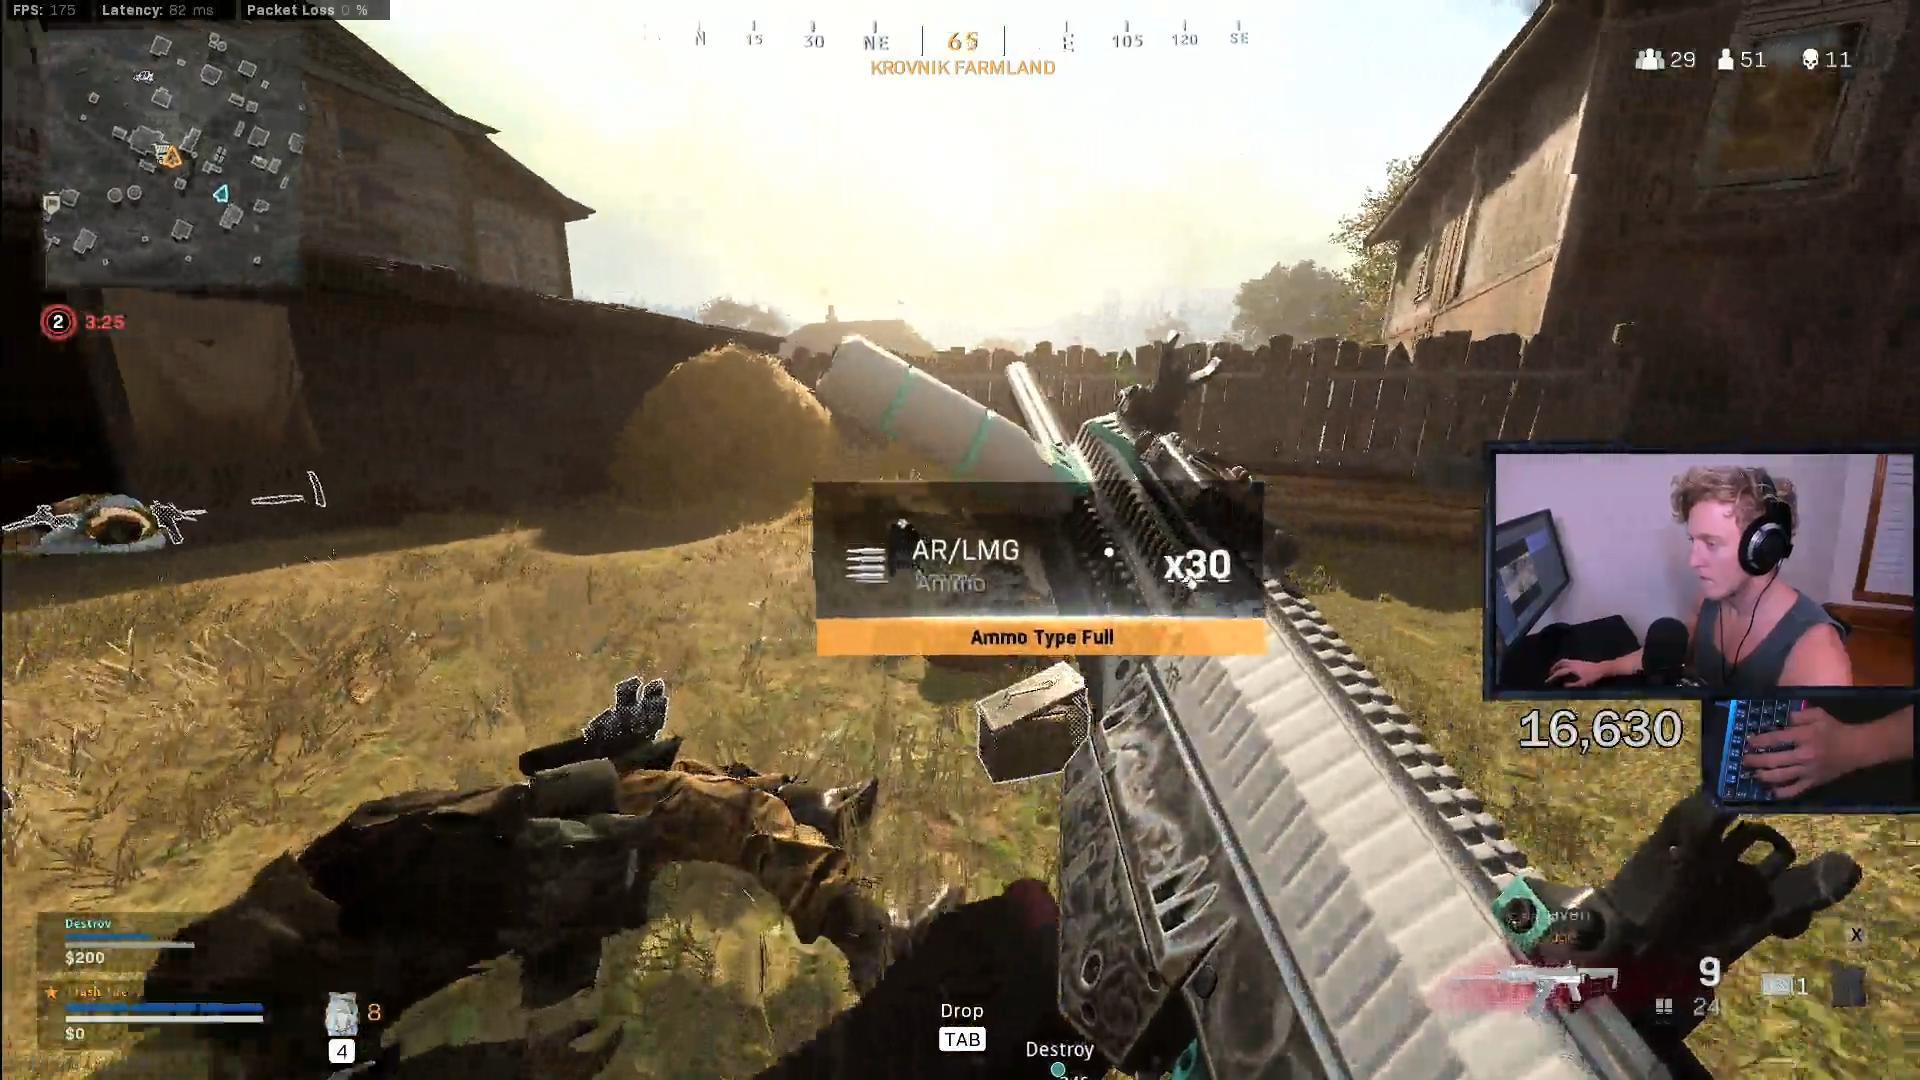 FPS: 175 Latency: 82 ms Packet Loss 0 %
N 15 30 NE 65 E 105 120 SE
KROVNIK FARMLAND
29 51 11
2 3:25
AR/LMG
Ammo
x30
Ammo Type Full
16,630
Destroy
$200
$0
8
4
Drop
TAB
Destroy
X
9
24
1